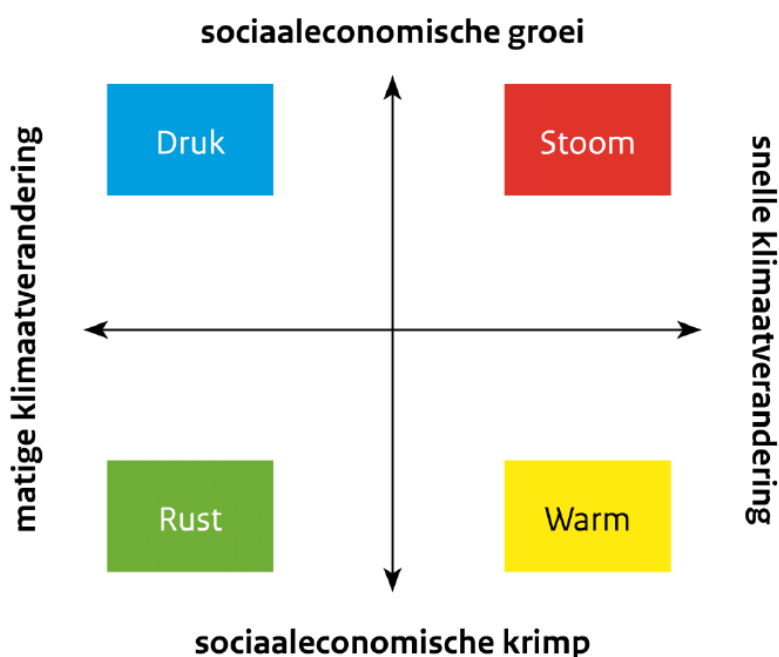 sociaaleconomische groei
Druk
Stoom
matige klimaatverandering
snelle klimaatverandering
Rust
Warm
sociaaleconomische krimp